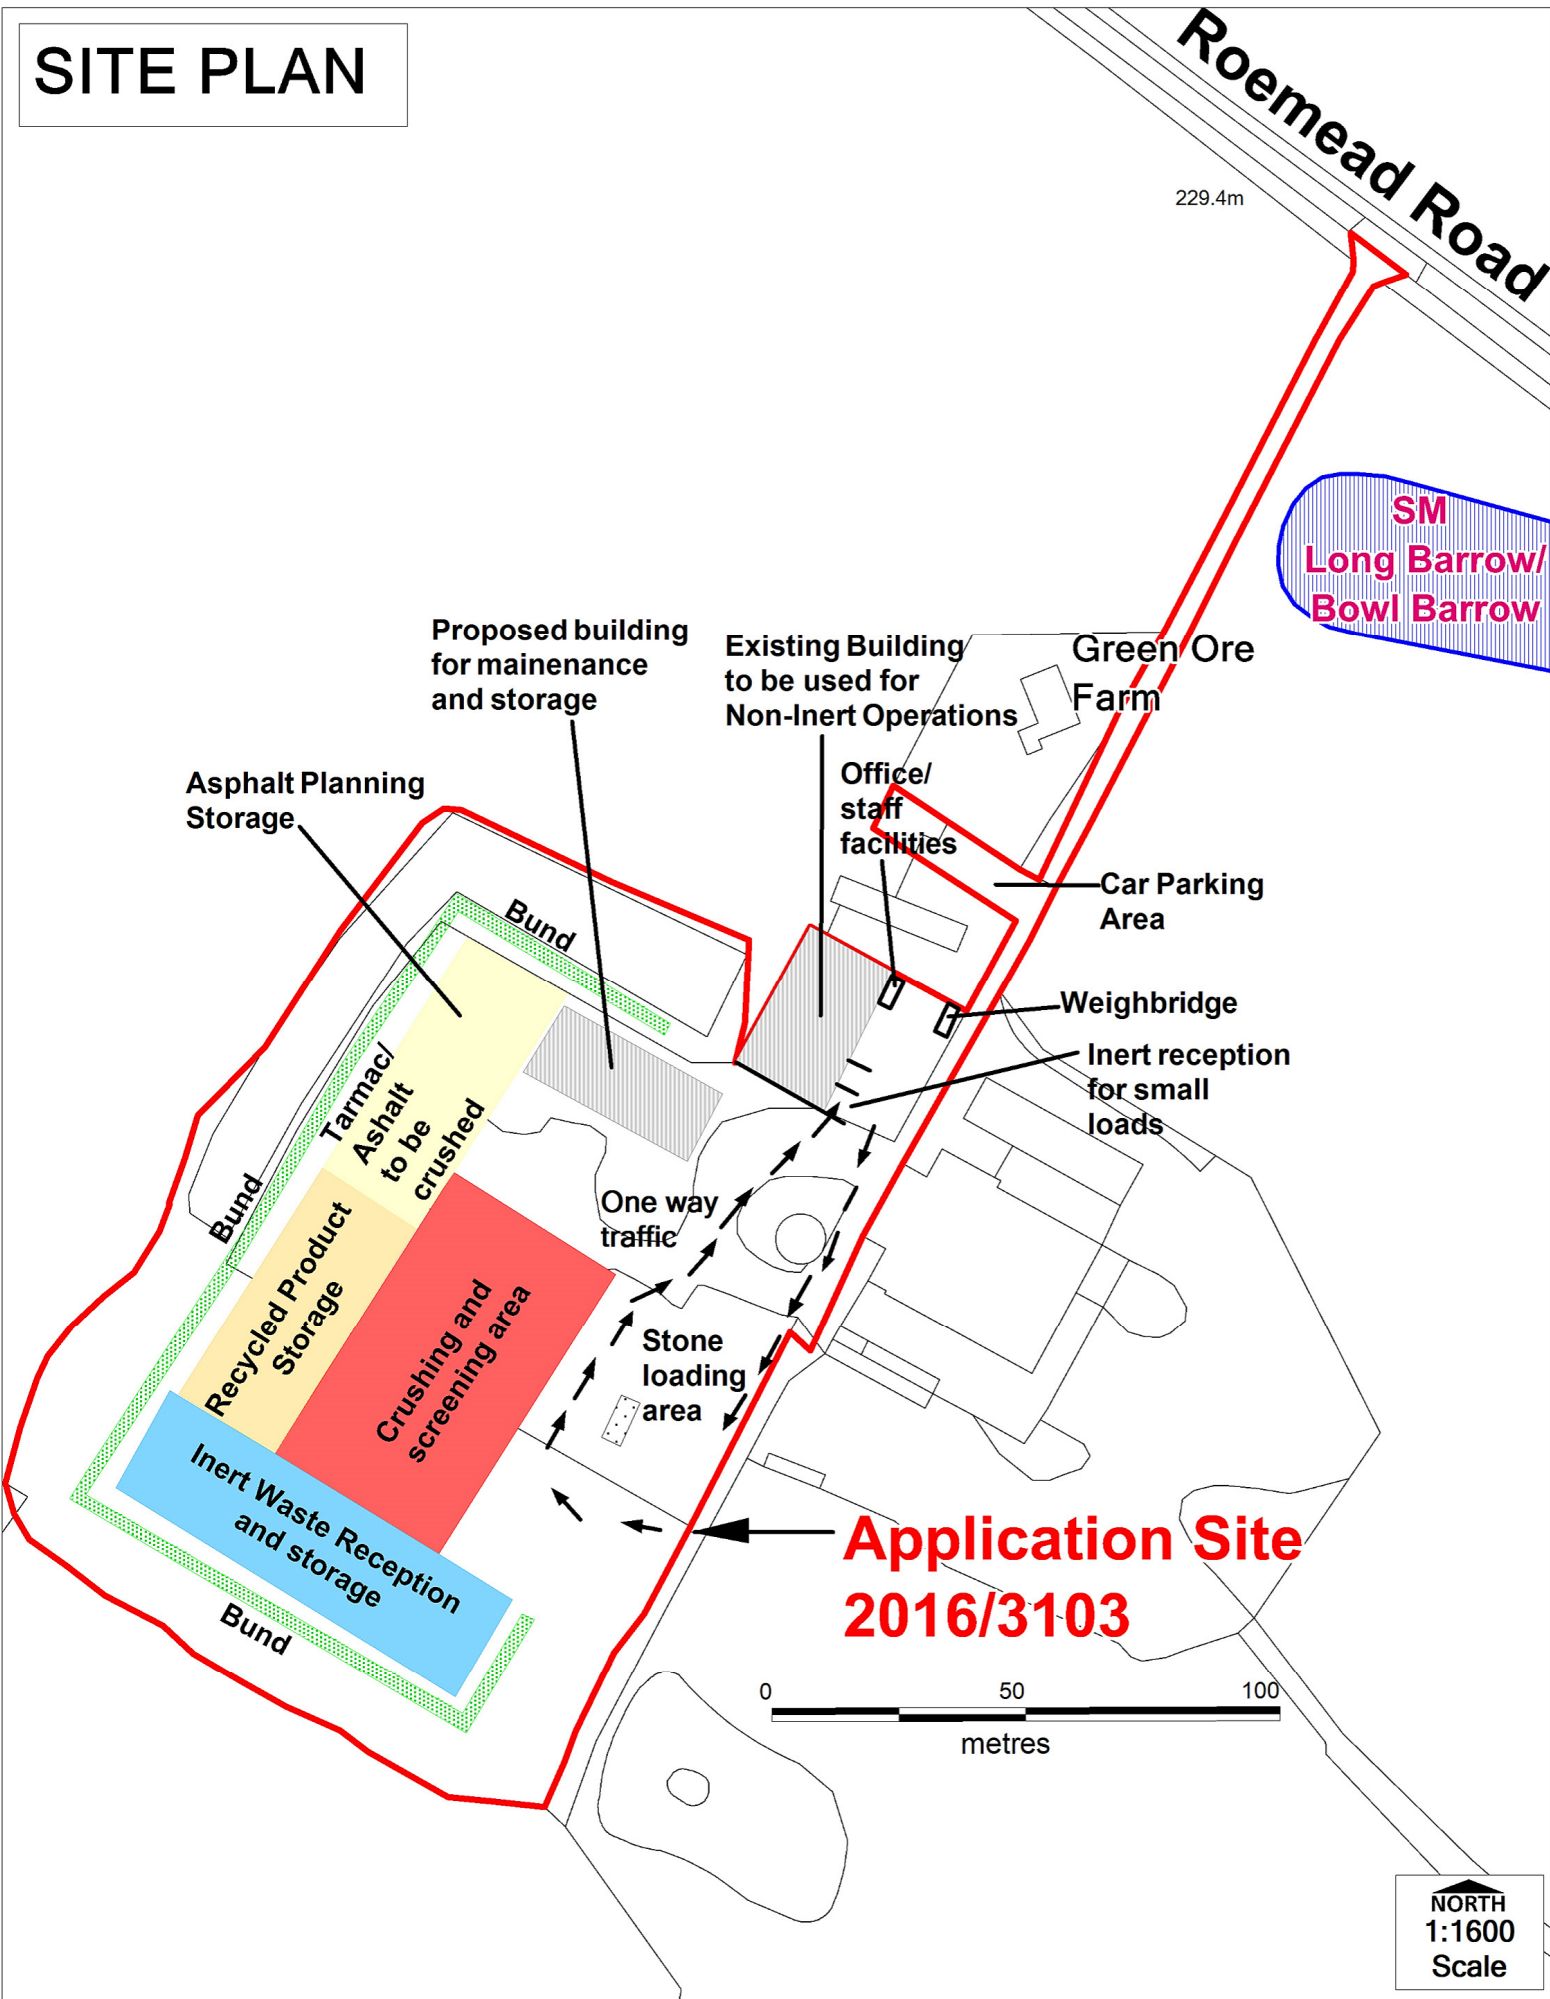 SITE PLAN
Roemead Road
229.4m
SM
Long Barrow/
Bowl Barrow
Green Ore
Farm
Proposed building
for mainenance
and storage
Existing Building
to be used for
Non-Inert Operations
Office/
staff
facilities
Asphalt Planning
Storage
Car Parking
Area
Bund
Weighbridge
Inert reception
for small
loads
Tarmac/
Ashalt
to be
crushed
Bund
One way
traffic
Recycled Product
Storage
Crushing and
screening area
Stone
loading
area
Inert Waste Reception
and storage
Bund
Application Site
2016/3103
0 50 100
metres
NORTH
1:1600
Scale